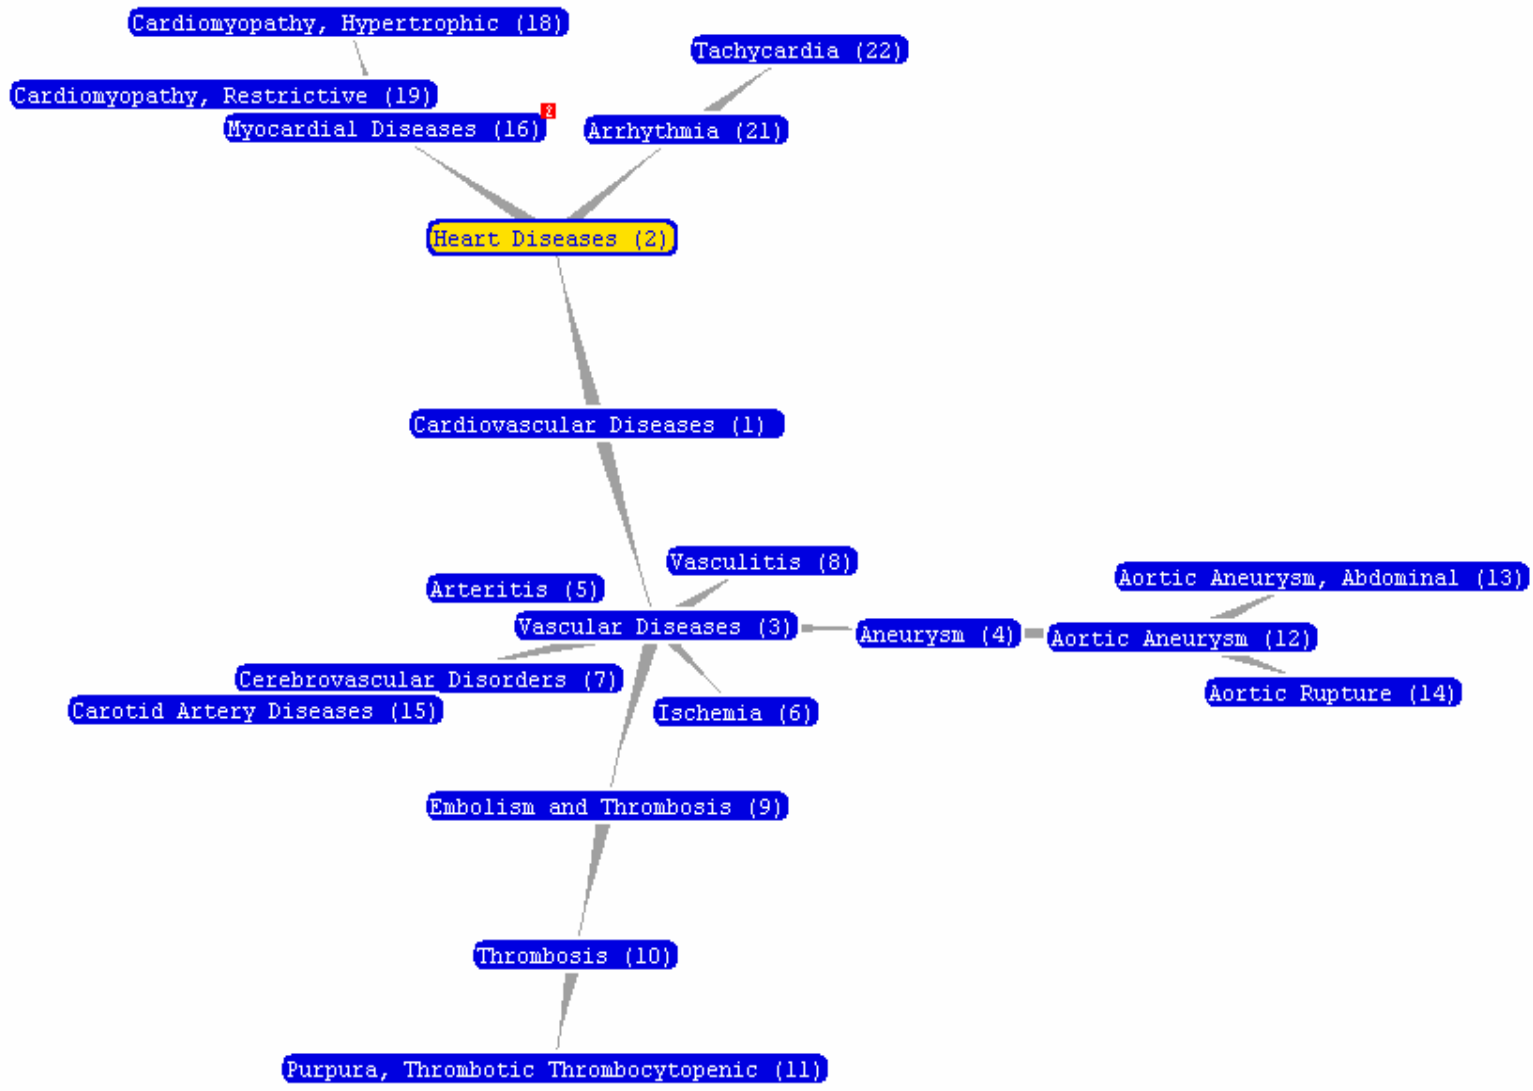 Cardiomyopathy, Hypertrophic (18)
Tachycardia (22)
Cardiomyopathy, Restrictive (19)
2
Myocardial Diseases (16)
Arrhythmia (21)
Heart Diseases (2)
Cardiovascular Diseases (1)
Vasculitis (8)
Aortic Aneurysm, Abdominal (13)
Arteritis (5)
Vascular Diseases (3)
Aneurysm (4)
Aortic Aneurysm (12)
Cerebrovascular Disorders (7)
Aortic Rupture (14)
Carotid Artery Diseases (15)
Ischemia (6)
Embolism and Thrombosis (9)
Thrombosis (10)
Purpura, Thrombotic Thrombocytopenic (11)